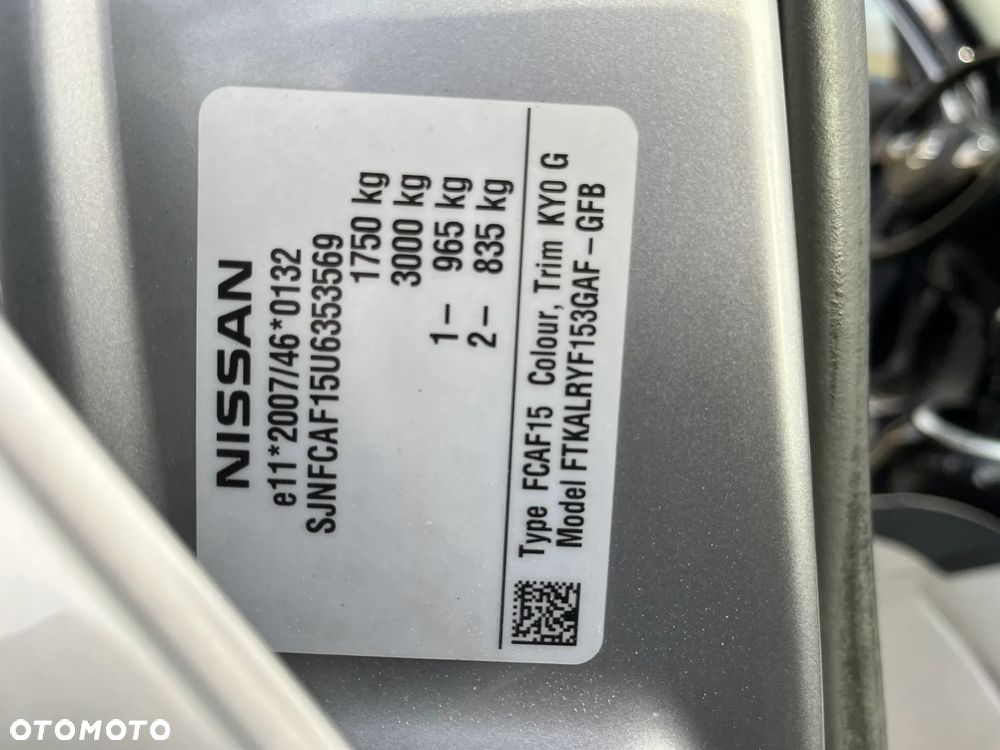 NISSAN
e11*2007/46*0132
SJNFCAF15U6353569
1750 kg
3000 kg
1– 965 kg
2– 835 kg
Type FCAF15 Colour, Trim KY0 G
Model FTKALRYF153GAF–GFB
OTOMOTO